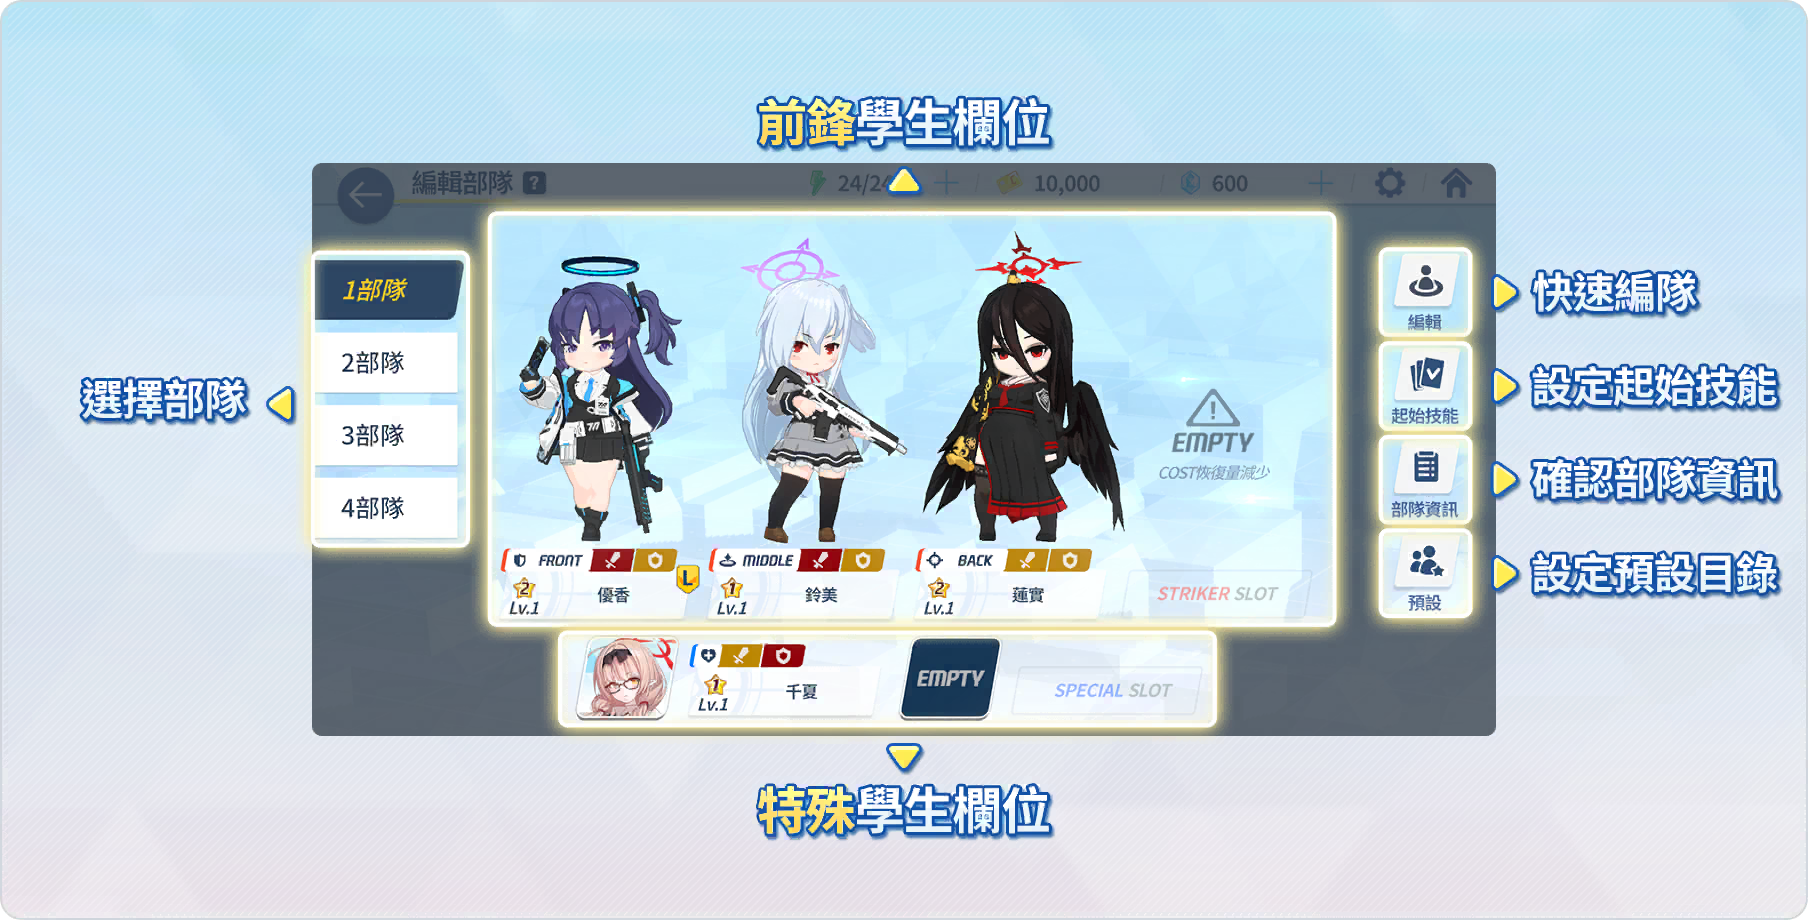 前鋒學生欄位
編輯部隊 ?
24/24
10,000
600
1部隊
2部隊
3部隊
4部隊
選擇部隊
EMPTY
COST恢復量減少
FRONT
2
Lv.1
優香
L
MIDDLE
1
Lv.1
鈴美
BACK
2
Lv.1
蓮實
STRIKER SLOT
1
Lv.1
千夏
EMPTY
SPECIAL SLOT
編輯
快速編隊
起始技能
設定起始技能
部隊資訊
確認部隊資訊
預設
設定預設目錄
特殊學生欄位